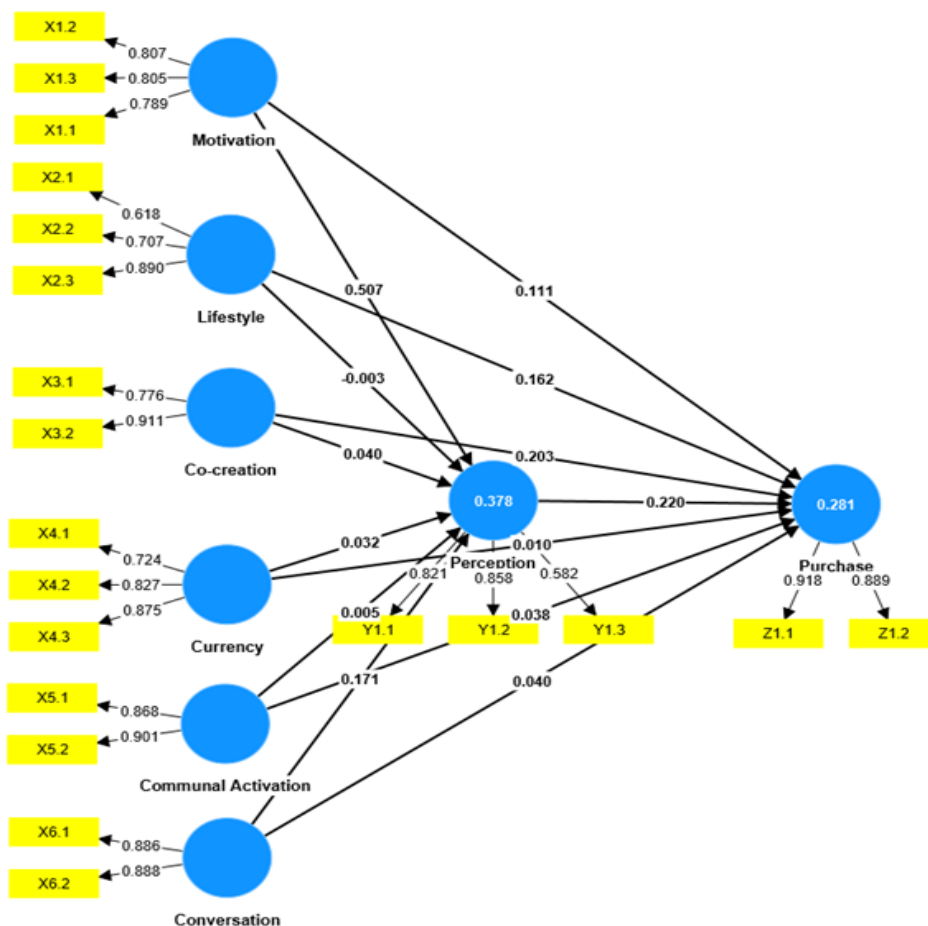 X1.2
0.807
X1.3
0.805
0.789
X1.1
Motivation
X2.1
0.618
X2.2
0.707
X2.3
0.890
0.507
0.111
Lifestyle
-0.003
0.162
X3.1
0.776
X3.2
0.911
Co-creation
0.040
0.203
0.378
0.220
0.281
X4.1
0.724
X4.2
0.827
X4.3
0.875
Currency
0.032
0.010
Perception
0.821
0.858
0.582
Purchase
0.918
0.889
0.005
0.038
Y1.1
Y1.2
Y1.3
Z1.1
Z1.2
X5.1
0.868
X5.2
0.901
0.171
0.040
Communal Activation
X6.1
0.886
X6.2
0.888
Conversation